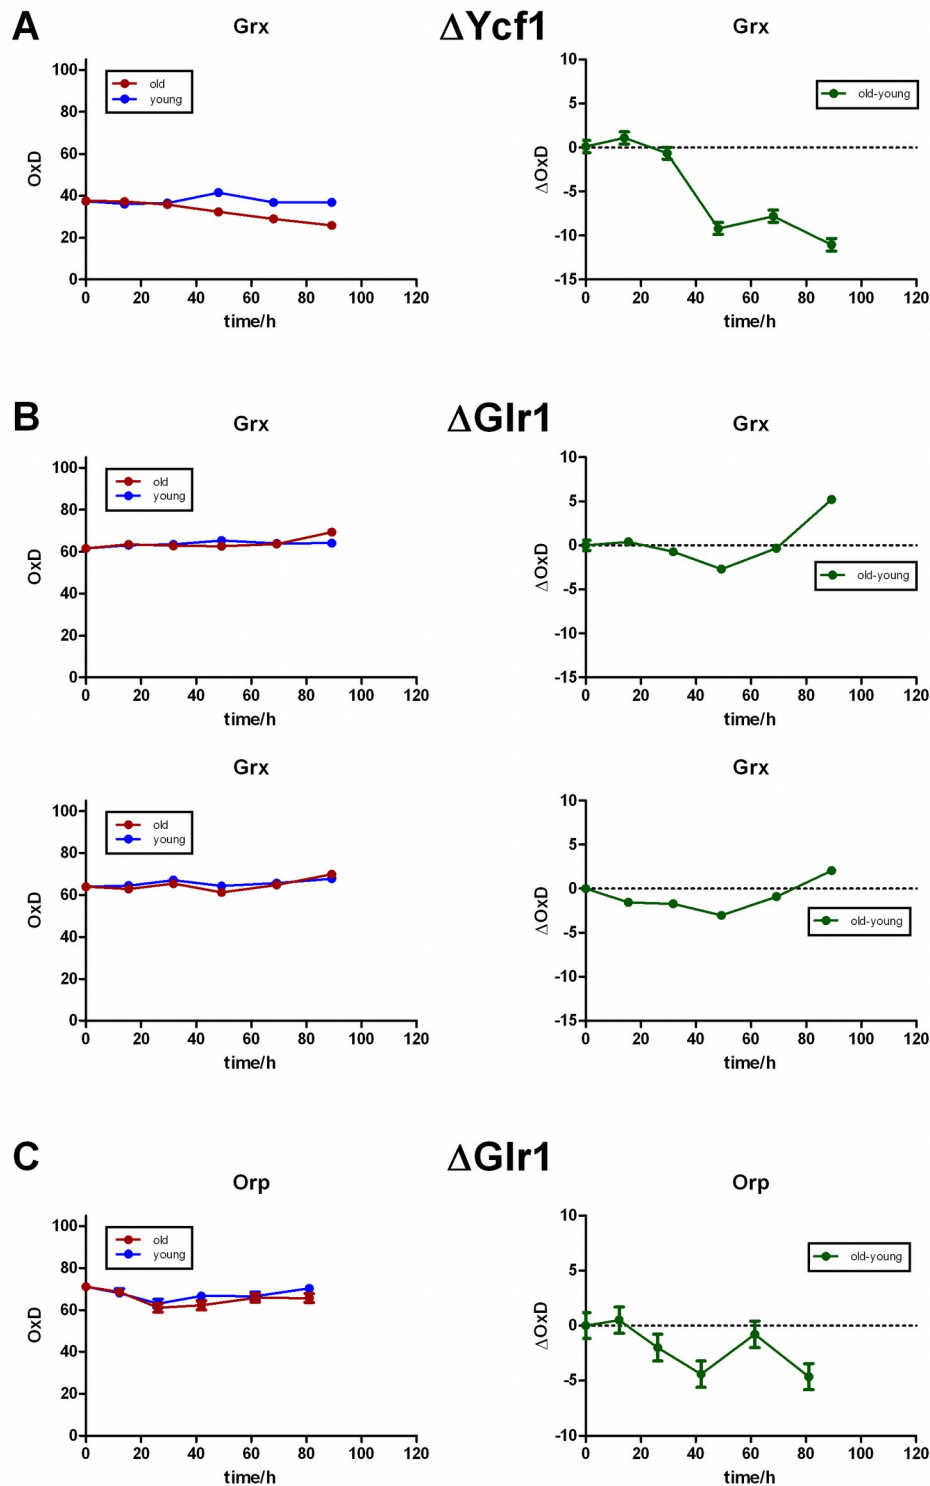 A
ΔYcf1
Grx
Grx
OxD
100
80
60
40
20
0
old
young
0 20 40 60 80 100 120
time/h
ΔOxD
10
5
0
-5
-10
-15
old-young
0 20 40 60 80 100 120
time/h
B
ΔGlr1
Grx
Grx
OxD
100
80
60
40
20
0
old
young
0 20 40 60 80 100 120
time/h
ΔOxD
10
5
0
-5
-10
-15
old-young
0 20 40 60 80 100 120
time/h
Grx
Grx
OxD
100
80
60
40
20
0
old
young
0 20 40 60 80 100 120
time/h
ΔOxD
10
5
0
-5
-10
-15
old-young
0 20 40 60 80 100 120
time/h
C
ΔGlr1
Orp
Orp
OxD
100
80
60
40
20
0
old
young
0 20 40 60 80 100 120
time/h
ΔOxD
10
5
0
-5
-10
old-young
0 20 40 60 80 100 120
time/h